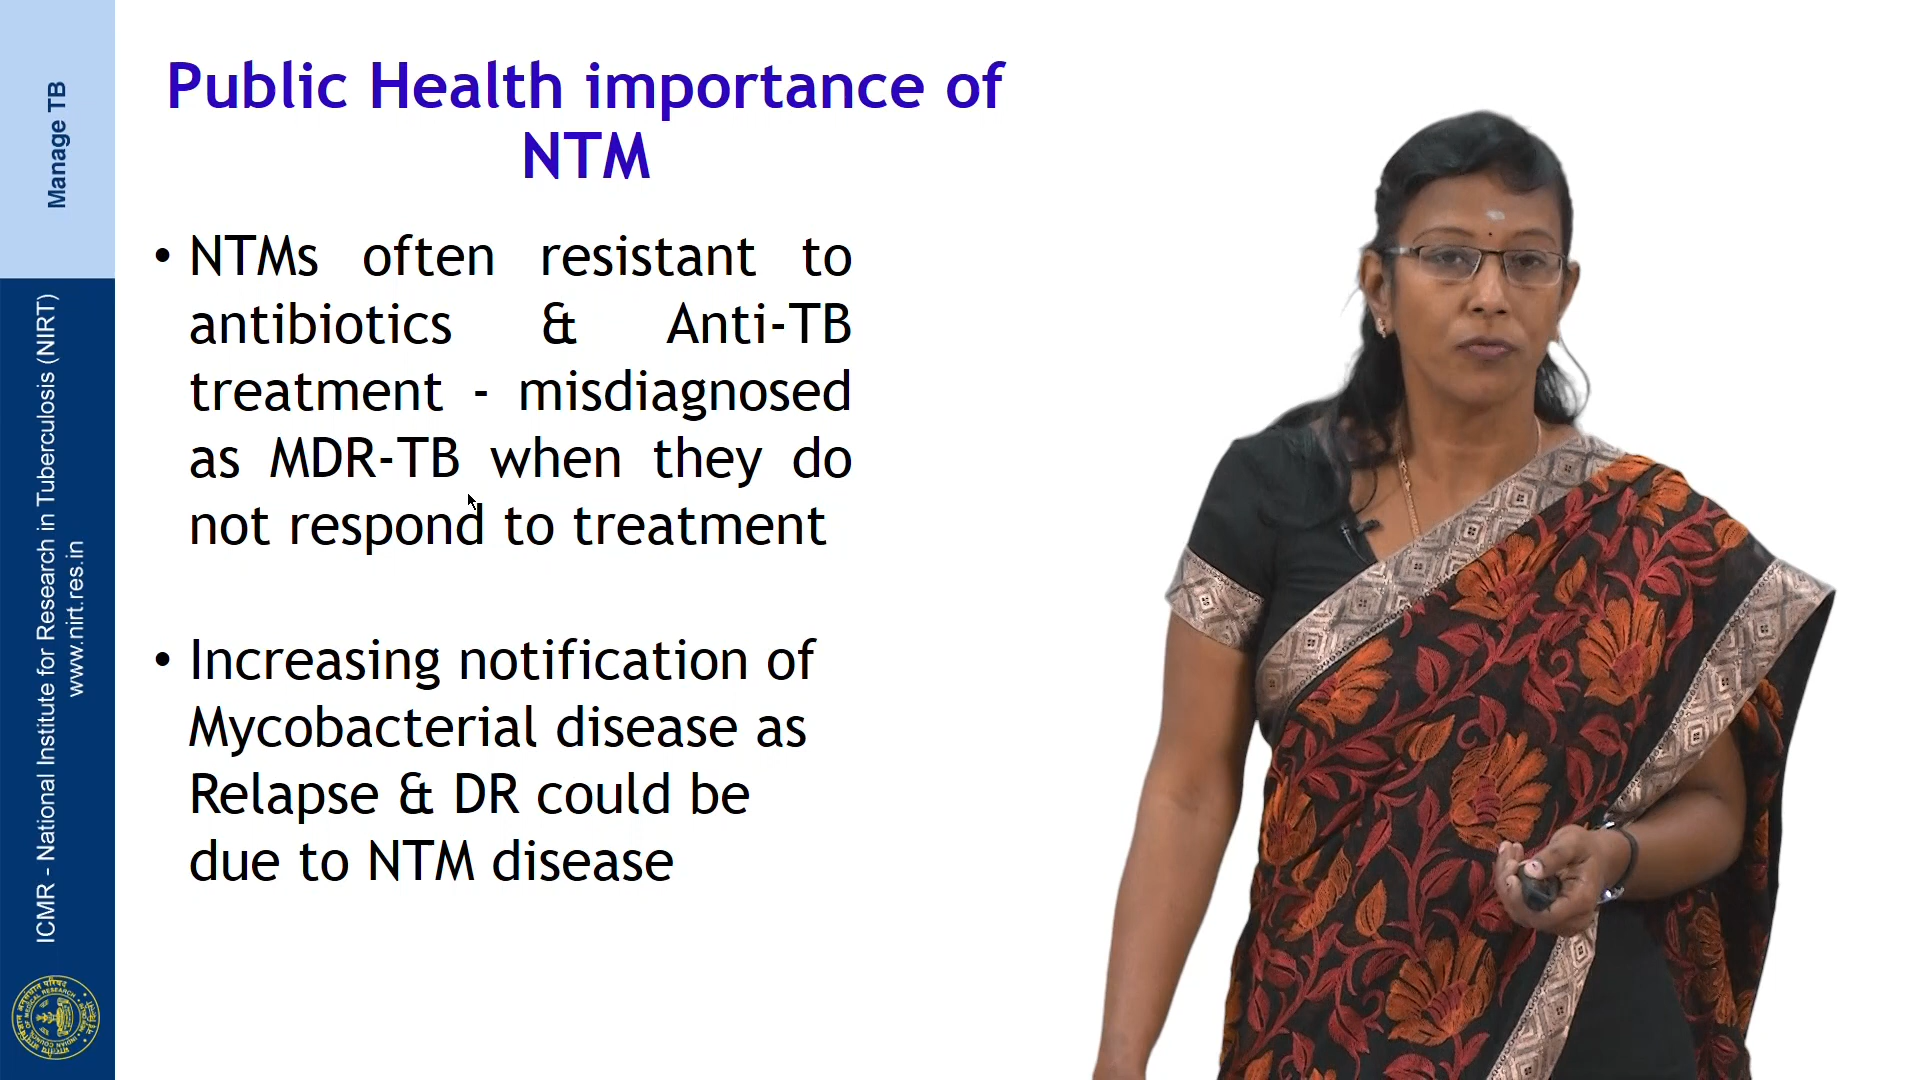 Manage TB
ICMR - National Institute for Research in Tuberculosis (NIRT)
www.nirt.res.in
Public Health importance of
NTM
• NTMs often resistant to
antibiotics & Anti-TB
treatment - misdiagnosed
as MDR-TB when they do
not respond to treatment
• Increasing notification of
Mycobacterial disease as
Relapse & DR could be
due to NTM disease